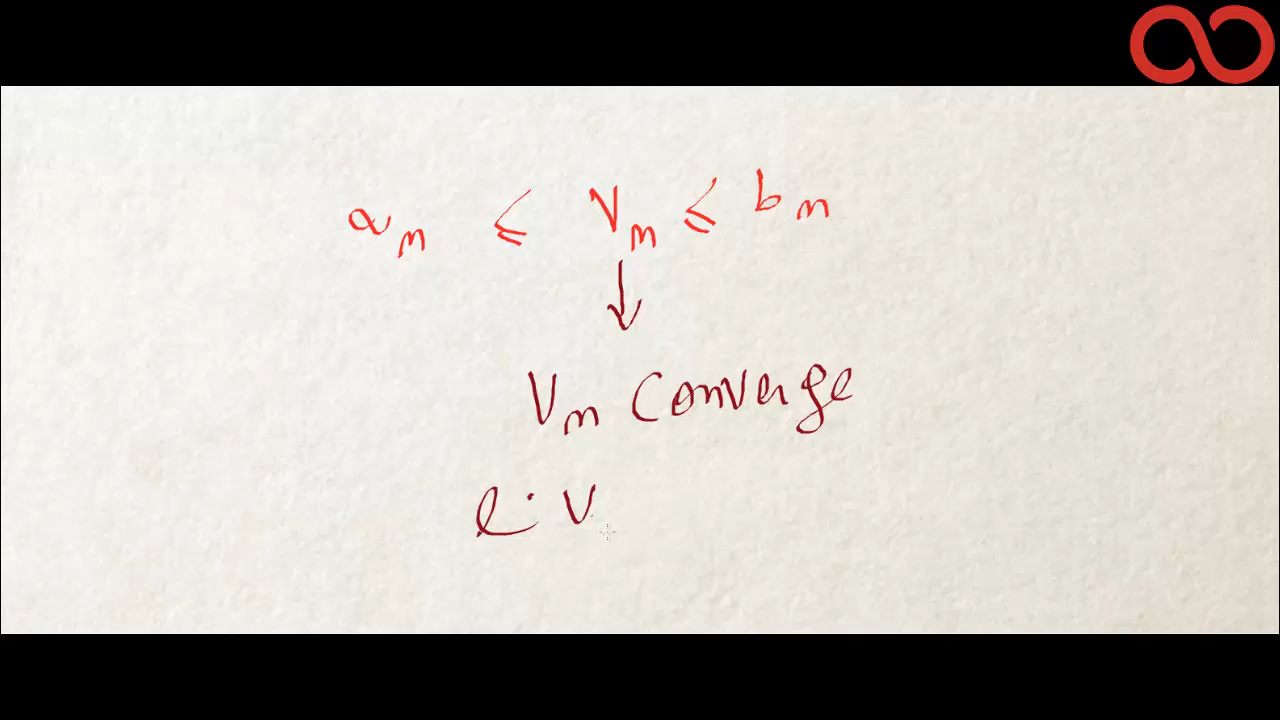 aₙ ≤ Vₙ ≤ bₙ
↓
Vₙ converge
l. V